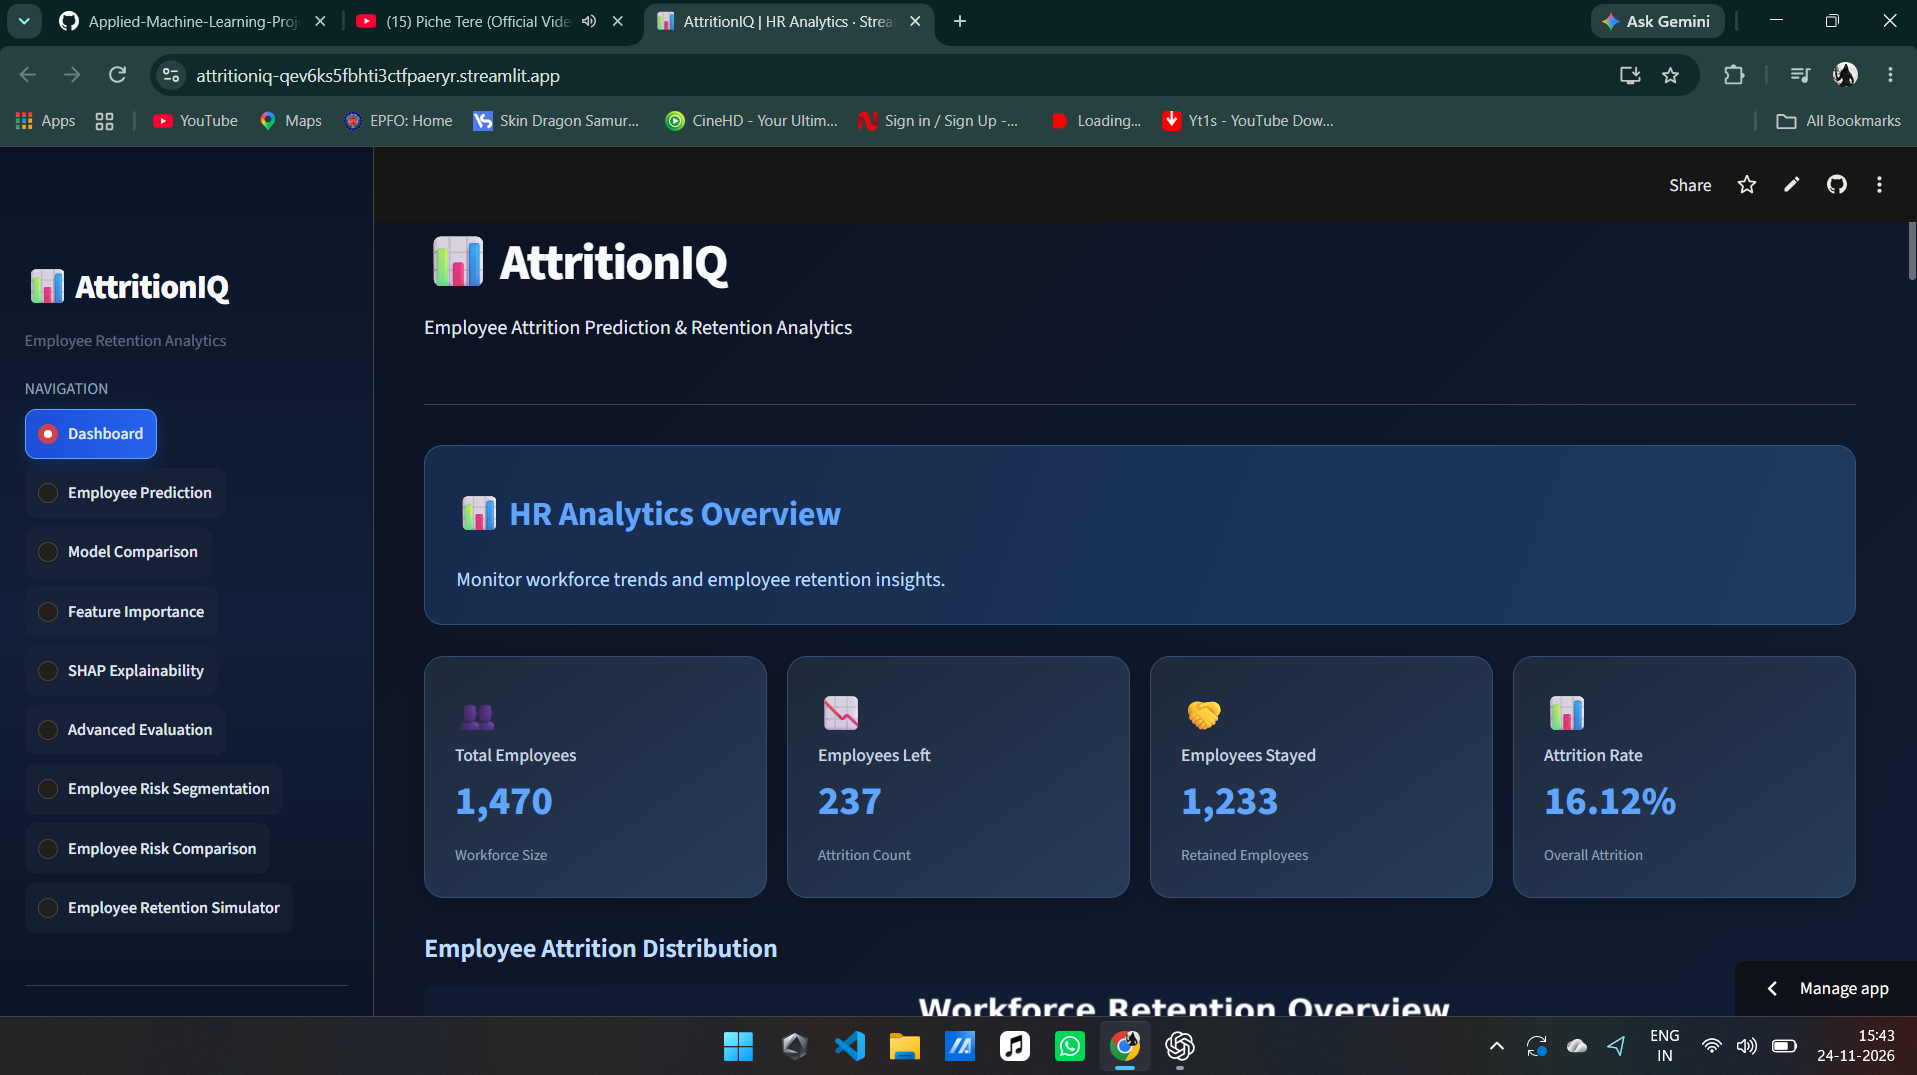 Applied-Machine-Learning-Proj
(15) Piche Tere (Official Vide
AttritionIQ | HR Analytics · Strea
Ask Gemini
attritioniq-qev6ks5fbhti3ctfpaeryr.streamlit.app
Apps
YouTube
Maps
EPFO: Home
Skin Dragon Samur...
CineHD - Your Ultim...
Sign in / Sign Up -...
Loading...
Yt1s - YouTube Dow...
All Bookmarks
Share
AttritionIQ
Employee Retention Analytics
NAVIGATION
Dashboard
Employee Prediction
Model Comparison
Feature Importance
SHAP Explainability
Advanced Evaluation
Employee Risk Segmentation
Employee Risk Comparison
Employee Retention Simulator
AttritionIQ
Employee Attrition Prediction & Retention Analytics
HR Analytics Overview
Monitor workforce trends and employee retention insights.
Total Employees
1,470
Workforce Size
Employees Left
237
Attrition Count
Employees Stayed
1,233
Retained Employees
Attrition Rate
16.12%
Overall Attrition
Employee Attrition Distribution
Workforce Retention Overview
Manage app
ENG
IN
15:43
24-11-2026